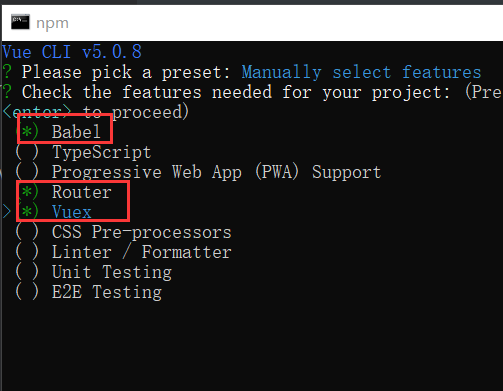 npm
Vue CLI v5.0.8
? Please pick a preset: Manually select features
? Check the features needed for your project: (Pre
<enter> to proceed)
(*) Babel
( ) TypeScript
( ) Progressive Web App (PWA) Support
(*) Router
>(*) Vuex
( ) CSS Pre-processors
( ) Linter / Formatter
( ) Unit Testing
( ) E2E Testing